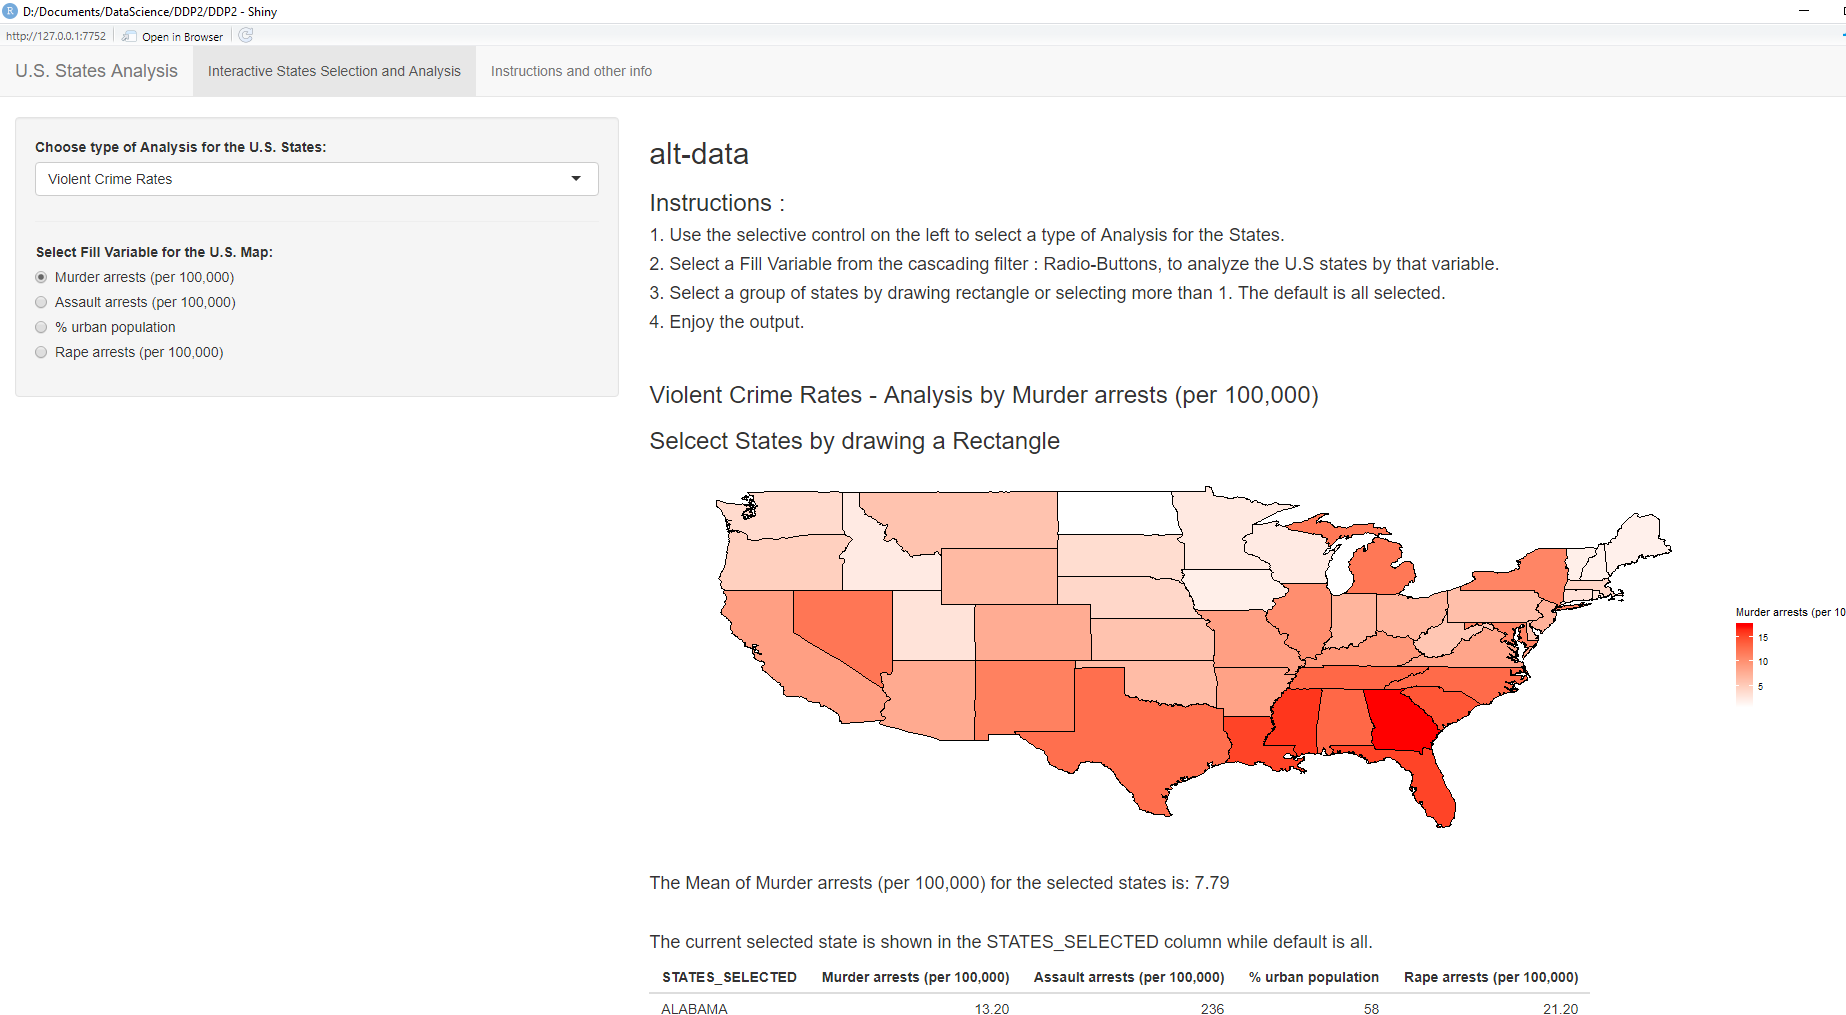 D:/Documents/DataScience/DDP2/DDP2 - Shiny
http://127.0.0.1:7752 Open in Browser
U.S. States Analysis Interactive States Selection and Analysis Instructions and other info
Choose type of Analysis for the U.S. States:
Violent Crime Rates
Select Fill Variable for the U.S. Map:
Murder arrests (per 100,000)
Assault arrests (per 100,000)
% urban population
Rape arrests (per 100,000)
alt-data
Instructions :
1. Use the selective control on the left to select a type of Analysis for the States.
2. Select a Fill Variable from the cascading filter : Radio-Buttons, to analyze the U.S states by that variable.
3. Select a group of states by drawing rectangle or selecting more than 1. The default is all selected.
4. Enjoy the output.
Violent Crime Rates - Analysis by Murder arrests (per 100,000)
Selcect States by drawing a Rectangle
Murder arrests (per 10
15
10
5
The Mean of Murder arrests (per 100,000) for the selected states is: 7.79
The current selected state is shown in the STATES_SELECTED column while default is all.
STATES_SELECTED Murder arrests (per 100,000) Assault arrests (per 100,000) % urban population Rape arrests (per 100,000)
ALABAMA 13.20 236 58 21.20